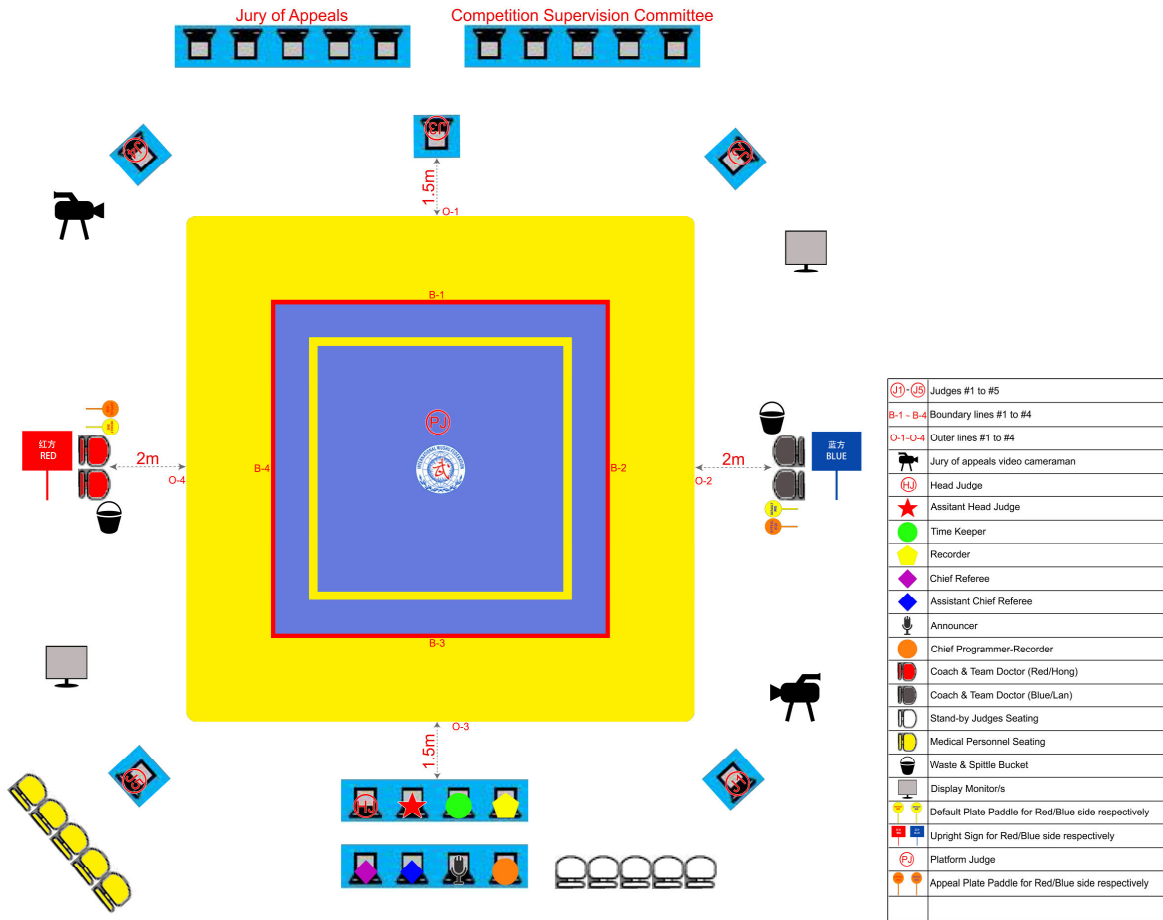 Jury of Appeals
Competition Supervision Committee
J4
J3
J2
1.5m
O-1
B-1
PJ
红方
RED
2m
O-4
B-4
B-2
2m
O-2
蓝方
BLUE
B-3
O-3
1.5m
J5
J1
HJ
J1 - J5 Judges #1 to #5
B-1 ~ B-4 Boundary lines #1 to #4
O-1~O-4 Outer lines #1 to #4
Jury of appeals video cameraman
HJ Head Judge
Assitant Head Judge
Time Keeper
Recorder
Chief Referee
Assistant Chief Referee
Announcer
Chief Programmer-Recorder
Coach & Team Doctor (Red/Hong)
Coach & Team Doctor (Blue/Lan)
Stand-by Judges Seating
Medical Personnel Seating
Waste & Spittle Bucket
Display Monitor/s
Default Plate Paddle for Red/Blue side respectively
Upright Sign for Red/Blue side respectively
PJ Platform Judge
Appeal Plate Paddle for Red/Blue side respectively